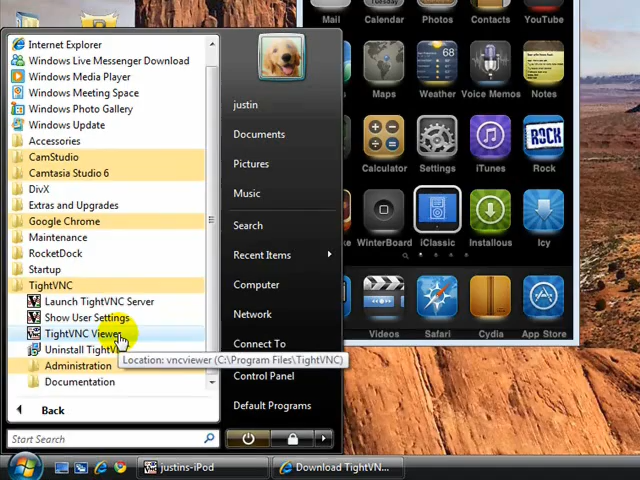 Internet Explorer
Windows Live Messenger Download
Windows Media Player
Windows Meeting Space
Windows Photo Gallery
Windows Update
Accessories
CamStudio
Camtasia Studio 6
DivX
Extras and Upgrades
Google Chrome
Maintenance
RocketDock
Startup
TightVNC
Launch TightVNC Server
Show User Settings
TightVNC Viewer
Uninstall TightV
Location: vncviewer (C:\Program Files\TightVNC)
Administration
Documentation
Back
Start Search
justin
Documents
Pictures
Music
Search
Recent Items
Computer
Network
Connect To
Control Panel
Default Programs
Mail Calendar Photos Contacts YouTube
68
Maps Weather Voice Memos Notes
ROCK
Calculator Settings iTunes Rock
WinterBoard iClassic Installous Icy
Videos Safari Cydia App Store
justins-iPod
Download TightVN...